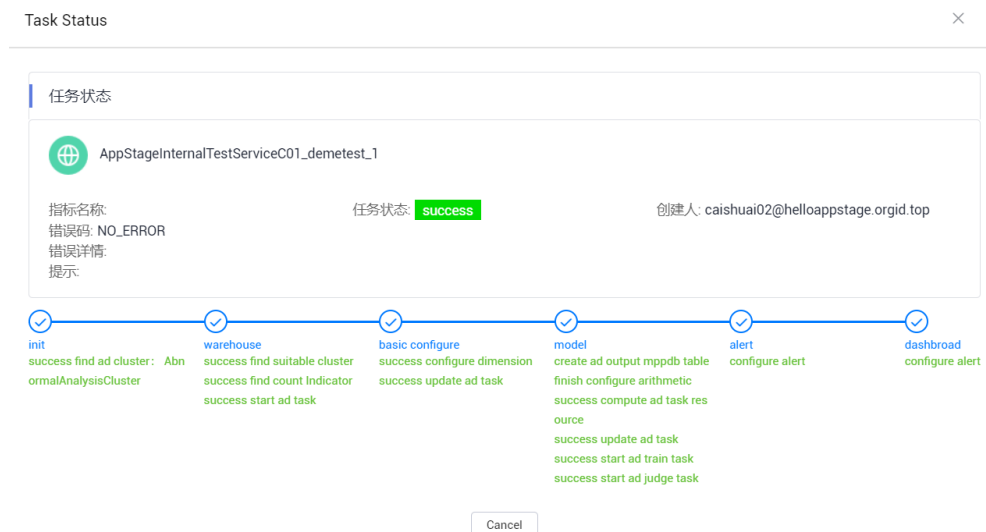 Task Status
任务状态
AppStageInternalTestServiceC01_demetest_1
指标名称:
任务状态: success
创建人: caishuai02@helloappstage.orgid.top
错误码: NO_ERROR
错误详情:
提示:
init
success find ad cluster： Abn
ormalAnalysisCluster
warehouse
success find suitable cluster
success find count Indicator
success start ad task
basic configure
success configure dimension
success update ad task
model
create ad output mppdb table
finish configure arithmetic
success compute ad task res
ource
success update ad task
success start ad train task
success start ad judge task
alert
configure alert
dashbroad
configure alert
Cancel